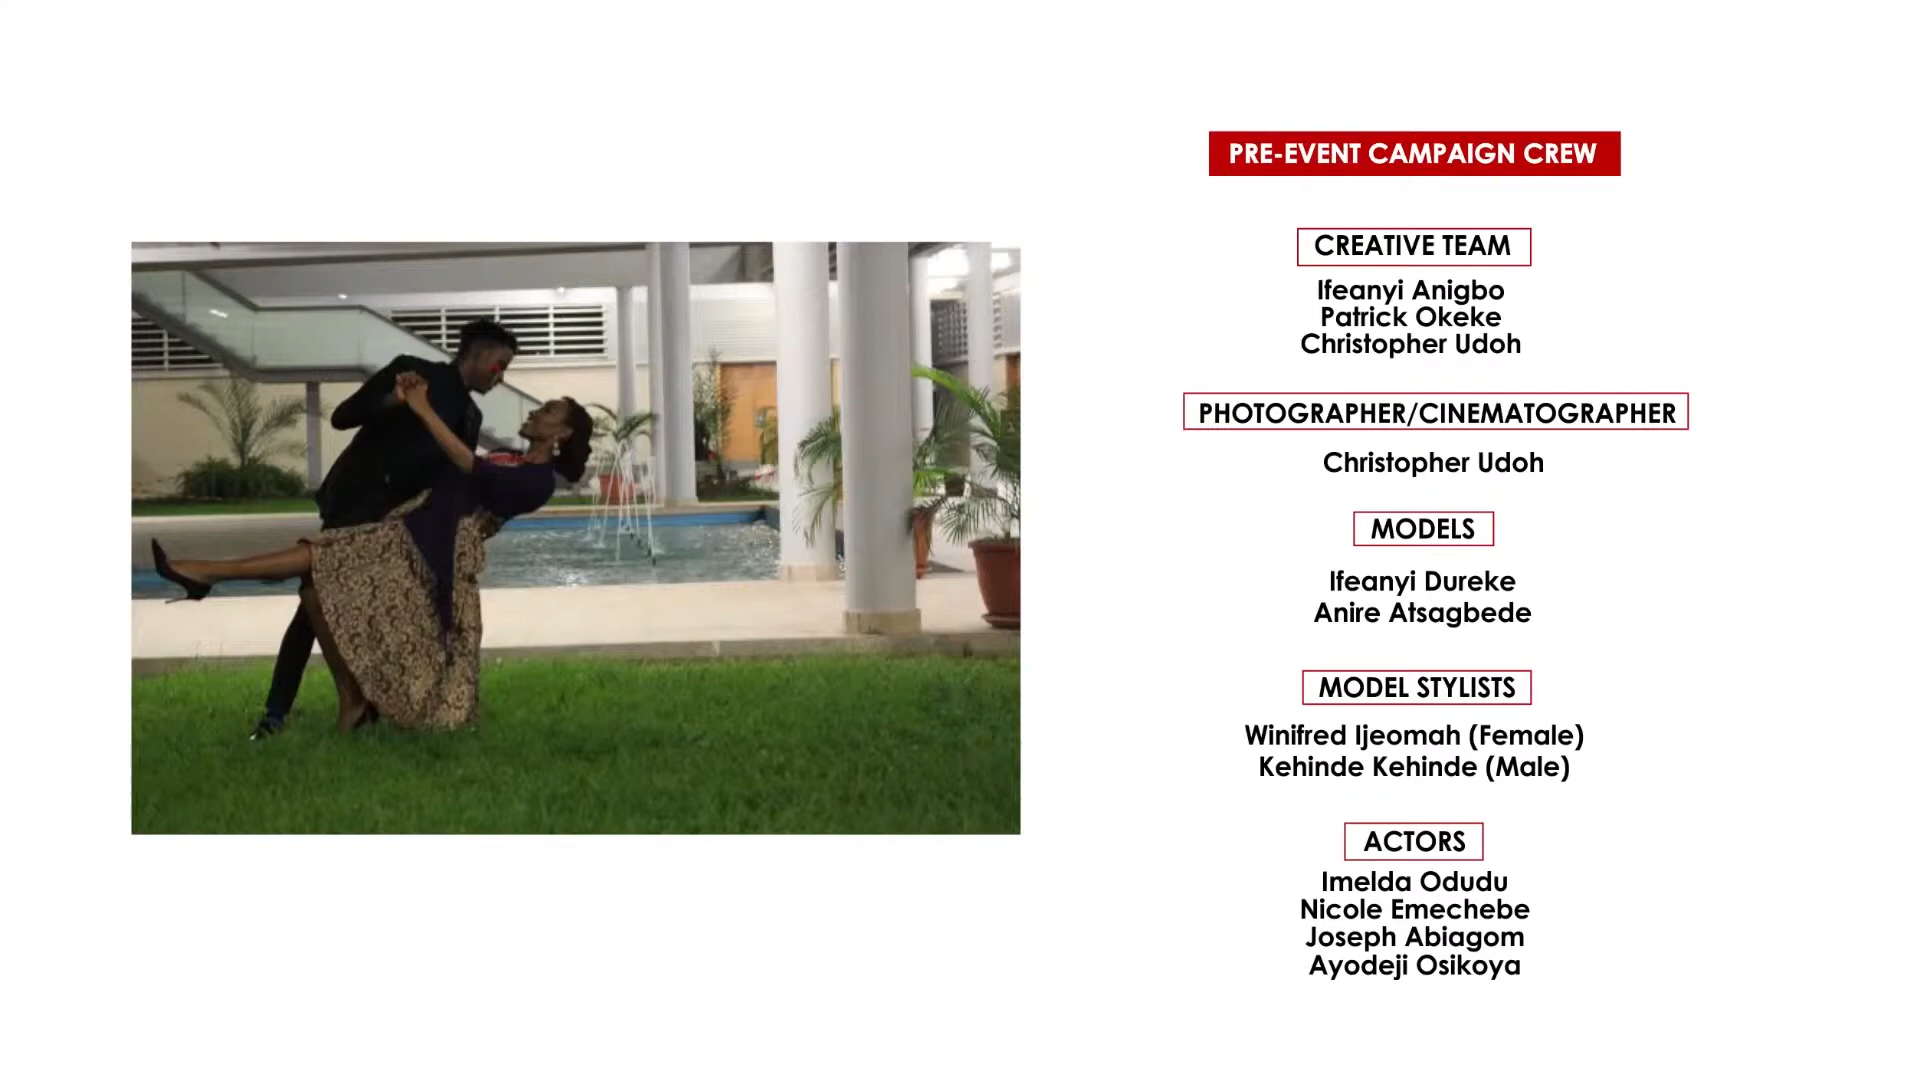 PRE-EVENT CAMPAIGN CREW
CREATIVE TEAM
Ifeanyi Anigbo
Patrick Okeke
Christopher Udoh
PHOTOGRAPHER/CINEMATOGRAPHER
Christopher Udoh
MODELS
Ifeanyi Dureke
Anire Atsagbede
MODEL STYLISTS
Winifred Ijeomah (Female)
Kehinde Kehinde (Male)
ACTORS
Imelda Odudu
Nicole Emechebe
Joseph Abiagom
Ayodeji Osikoya